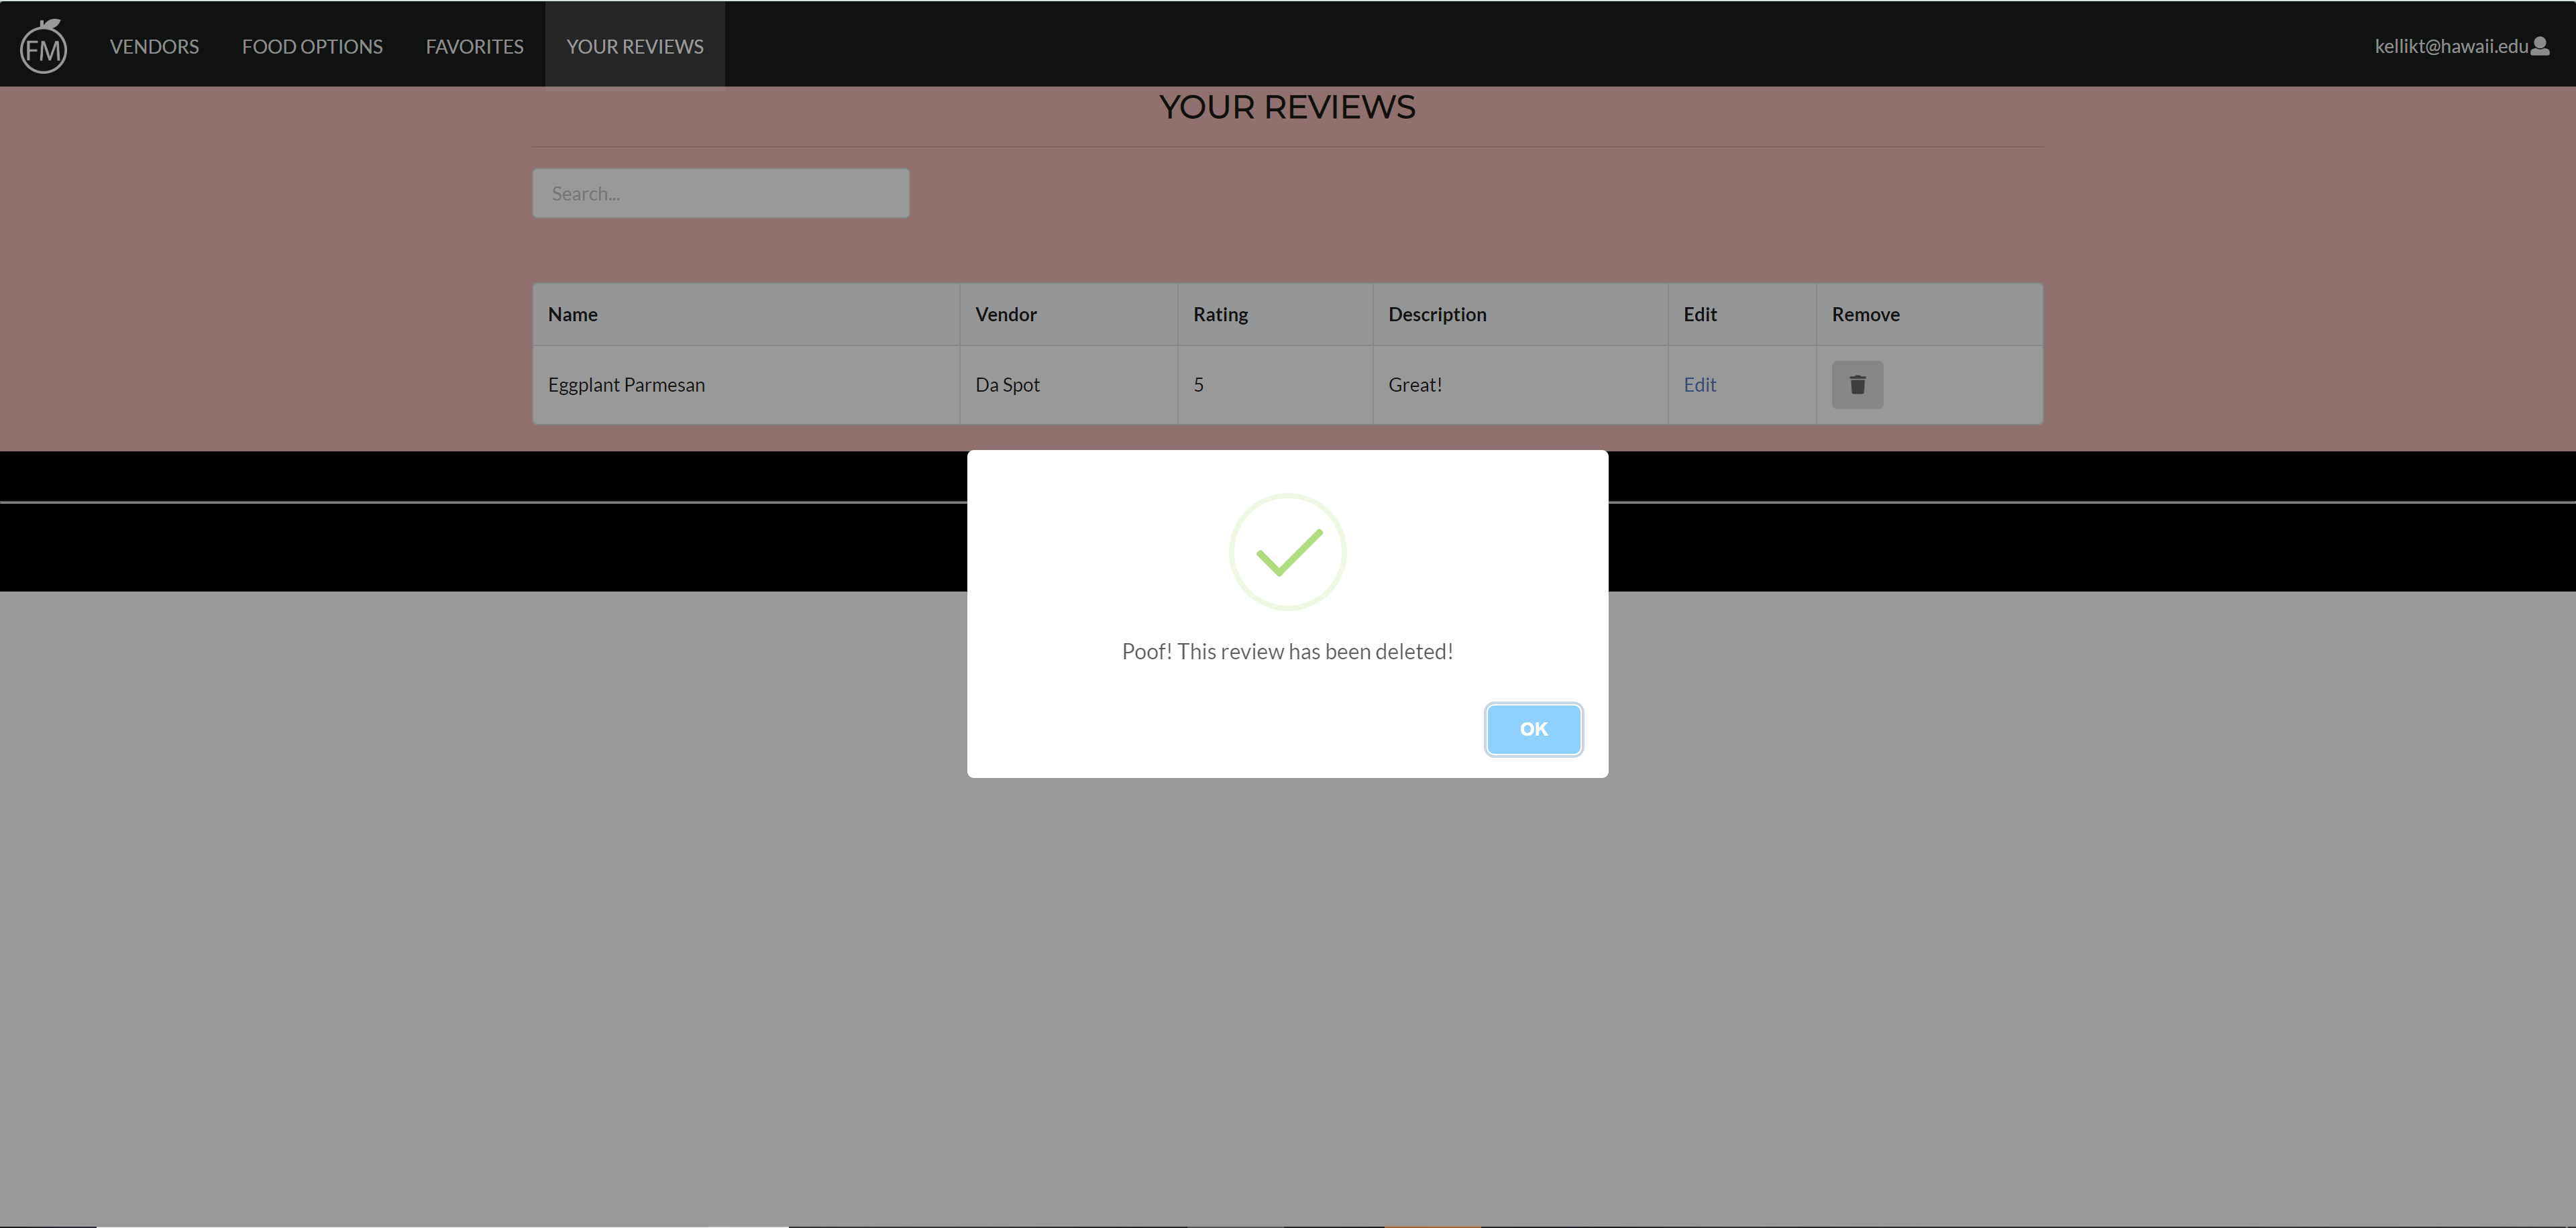 FM VENDORS FOOD OPTIONS FAVORITES YOUR REVIEWS kellikt@hawaii.edu
YOUR REVIEWS
Search...
Name Vendor Rating Description Edit Remove
Eggplant Parmesan Da Spot 5 Great! Edit
Poof! This review has been deleted!
OK